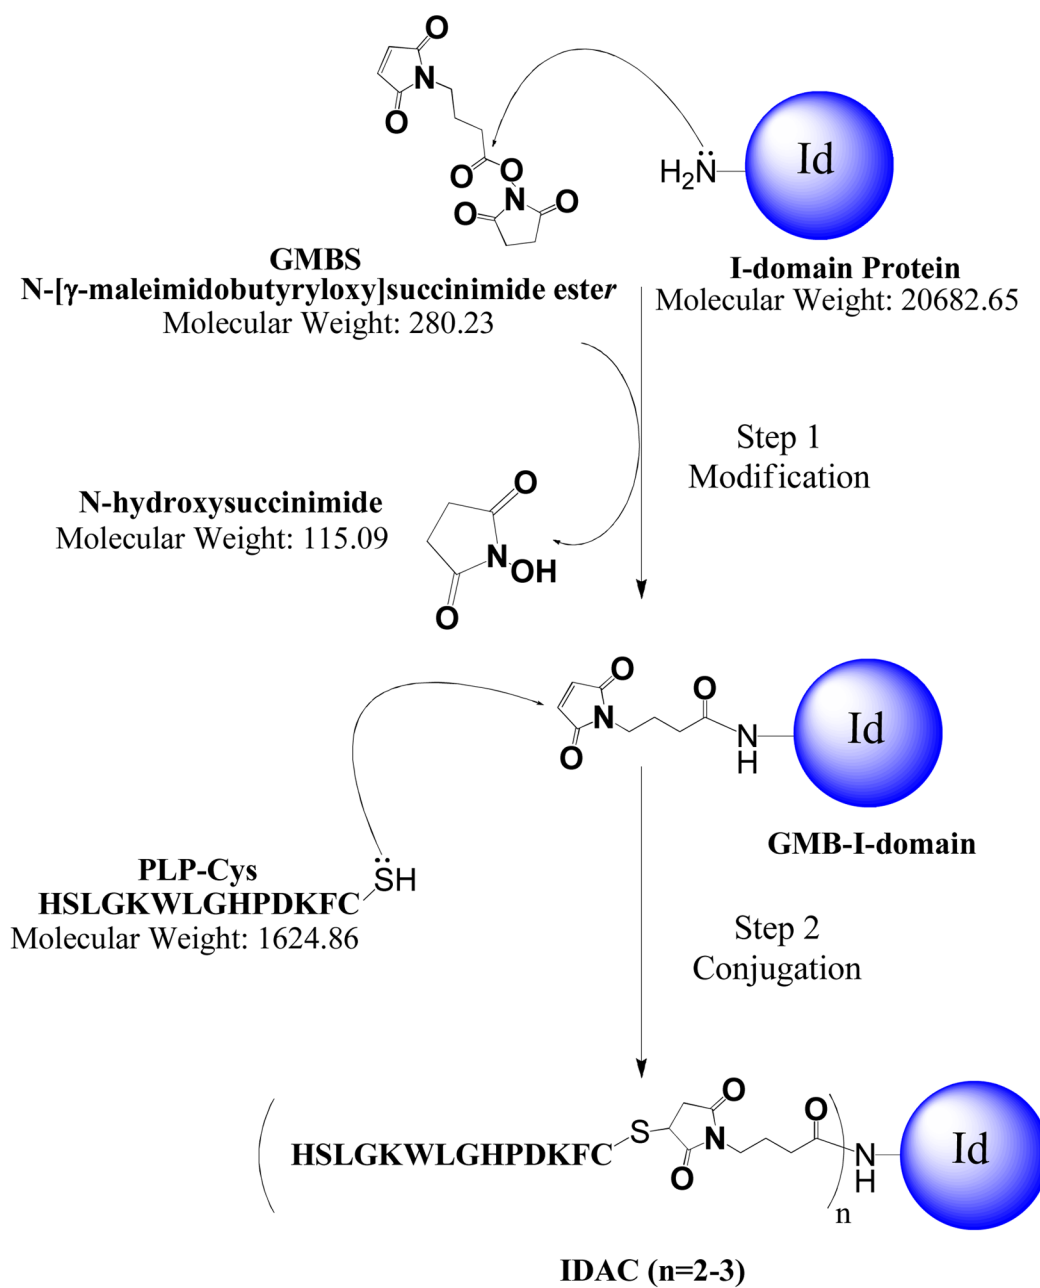 O
N
O
O
O
N
O
O
H2N̈
Id
GMBS
N-[γ-maleimidobutyryloxy]succinimide ester
Molecular Weight: 280.23
I-domain Protein
Molecular Weight: 20682.65
Step 1
Modification
N-hydroxysuccinimide
Molecular Weight: 115.09
O
N
OH
O
O
N
O
O
N
H
Id
GMB-I-domain
PLP-Cys
S̈H
HSLGKWLGHPDKFC
Molecular Weight: 1624.86
Step 2
Conjugation
HSLGKWLGHPDKFC
S
O
N
O
O
N
H
Id
n
IDAC (n=2-3)